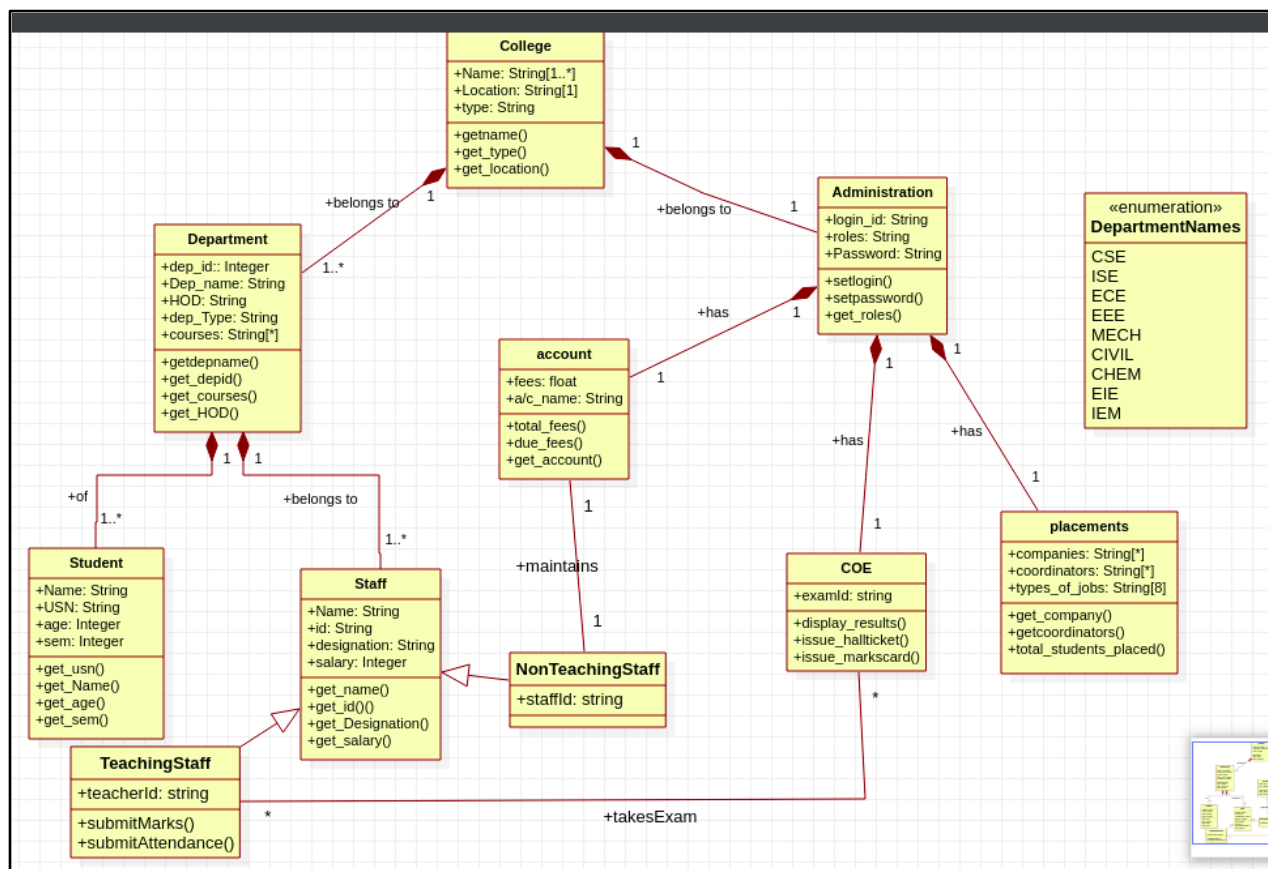 College
+Name: String[1..*]
+Location: String[1]
+type: String
+getname()
+get_type()
+get_location()
1
1
+belongs to
1..*
+belongs to
1
Department
+dep_id:: Integer
+Dep_name: String
+HOD: String
+dep_Type: String
+courses: String[*]
+getdepname()
+get_depid()
+get_courses()
+get_HOD()
Administration
+login_id: String
+roles: String
+Password: String
+setlogin()
+setpassword()
+get_roles()
«enumeration»
DepartmentNames
CSE
ISE
ECE
EEE
MECH
CIVIL
CHEM
EIE
IEM
+has
1
1
account
+fees: float
+a/c_name: String
+total_fees()
+due_fees()
+get_account()
1
+has
1
1
+has
1
1
+of
1..*
1
+belongs to
1..*
1
+maintains
1
Student
+Name: String
+USN: String
+age: Integer
+sem: Integer
+get_usn()
+get_Name()
+get_age()
+get_sem()
Staff
+Name: String
+id: String
+designation: String
+salary: Integer
+get_name()
+get_id()()
+get_Designation()
+get_salary()
NonTeachingStaff
+staffId: string
COE
+examId: string
+display_results()
+issue_hallticket()
+issue_markscard()
placements
+companies: String[*]
+coordinators: String[*]
+types_of_jobs: String[8]
+get_company()
+getcoordinators()
+total_students_placed()
TeachingStaff
+teacherId: string
+submitMarks()
+submitAttendance()
*
+takesExam
*